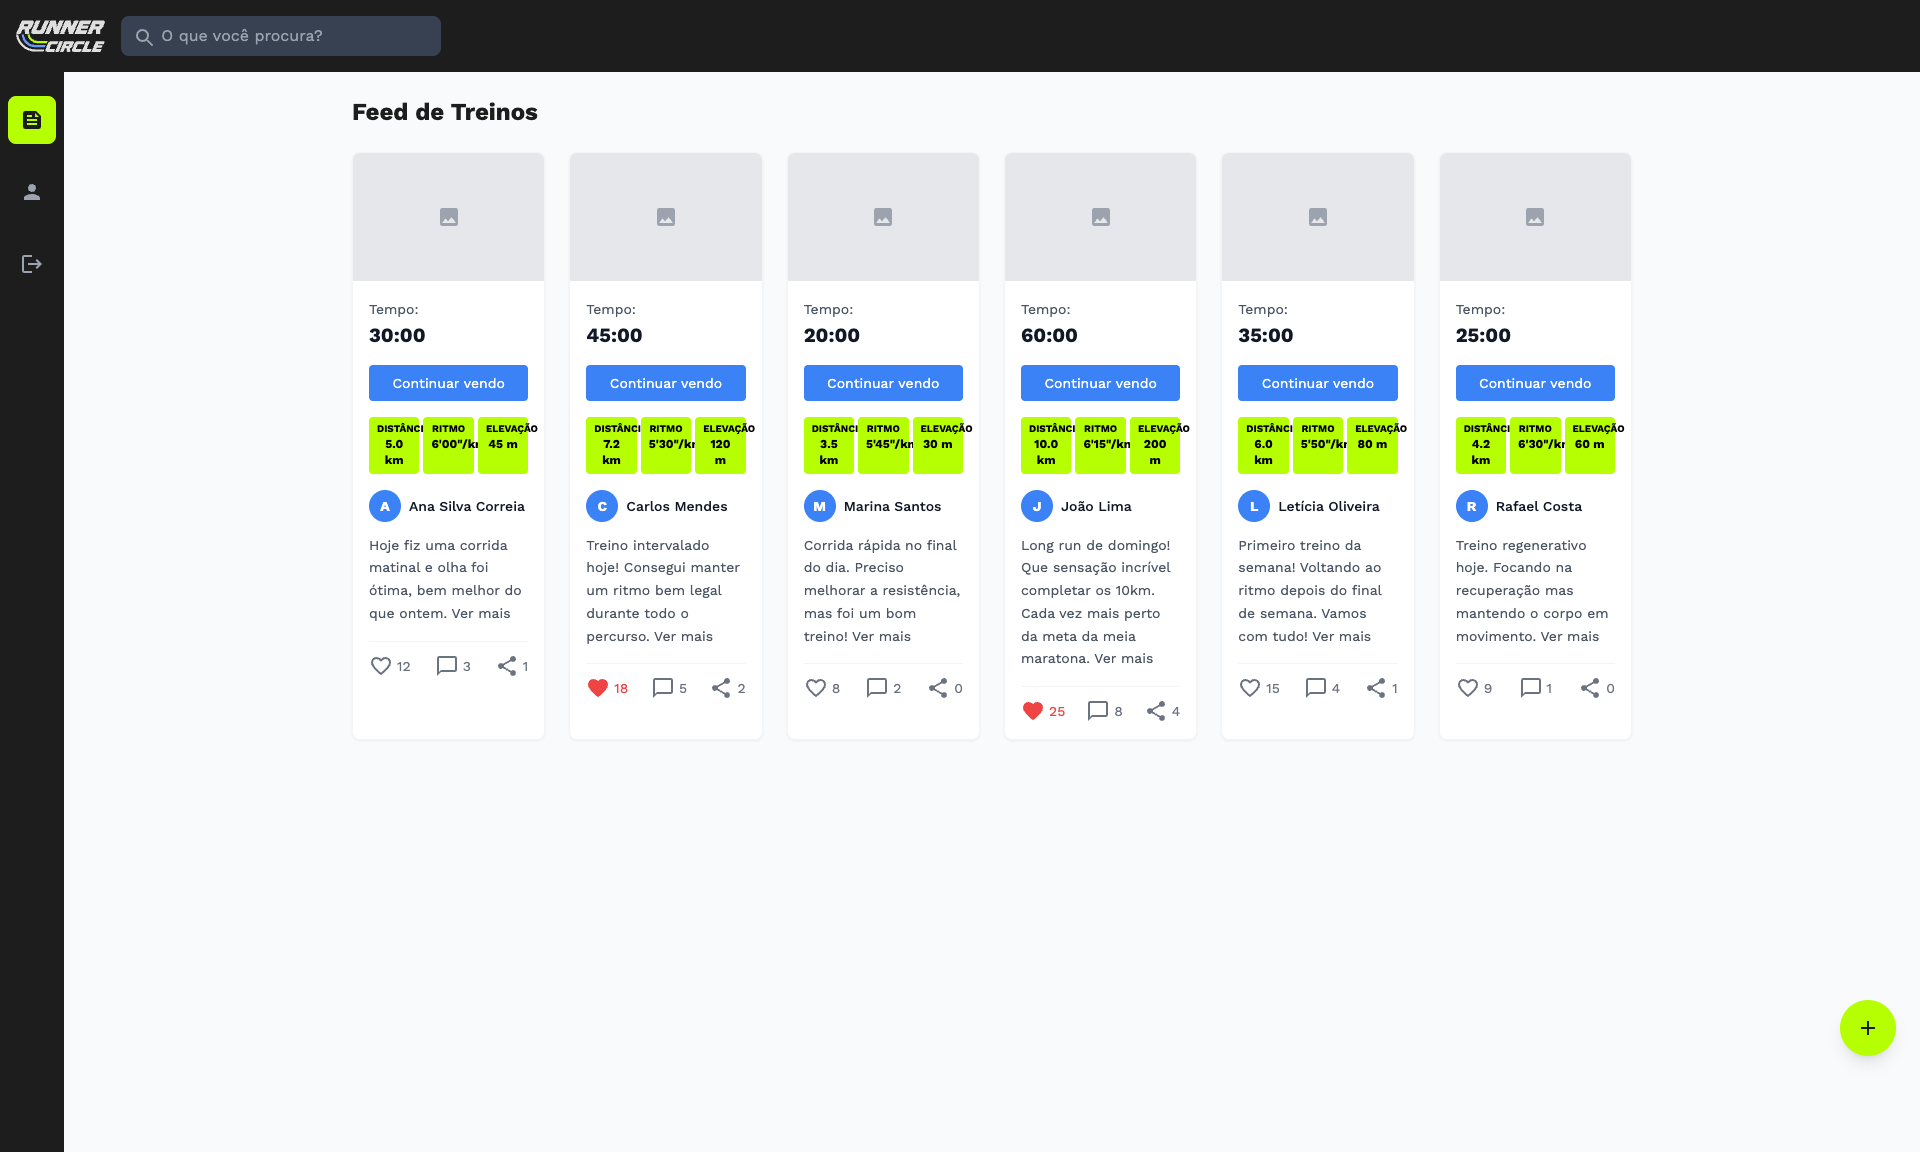 RUNNER
CIRCLE
O que você procura?
Feed de Treinos
Tempo:
30:00
Continuar vendo
DISTÂNCI
5.0
km
RITMO
6'00"/k
ELEVAÇÃO
45 m
A
Ana Silva Correia
Hoje fiz uma corrida
matinal e olha foi
ótima, bem melhor do
que ontem. Ver mais
12
3
1
Tempo:
45:00
Continuar vendo
DISTÂNCI
7.2
km
RITMO
5'30"/k
ELEVAÇÃO
120
m
C
Carlos Mendes
Treino intervalado
hoje! Consegui manter
um ritmo bem legal
durante todo o
percurso. Ver mais
18
5
2
Tempo:
20:00
Continuar vendo
DISTÂNCI
3.5
km
RITMO
5'45"/km
ELEVAÇÃO
30 m
M
Marina Santos
Corrida rápida no final
do dia. Preciso
melhorar a resistência,
mas foi um bom
treino! Ver mais
8
2
0
Tempo:
60:00
Continuar vendo
DISTÂNCI
10.0
km
RITMO
6'15"/km
ELEVAÇÃO
200
m
J
João Lima
Long run de domingo!
Que sensação incrível
completar os 10km.
Cada vez mais perto
da meta da meia
maratona. Ver mais
25
8
4
Tempo:
35:00
Continuar vendo
DISTÂNCI
6.0
km
RITMO
5'50"/k
ELEVAÇÃO
80 m
L
Letícia Oliveira
Primeiro treino da
semana! Voltando ao
ritmo depois do final
de semana. Vamos
com tudo! Ver mais
15
4
1
Tempo:
25:00
Continuar vendo
DISTÂNCI
4.2
km
RITMO
6'30"/k
ELEVAÇÃO
60 m
R
Rafael Costa
Treino regenerativo
hoje. Focando na
recuperação mas
mantendo o corpo em
movimento. Ver mais
9
1
0